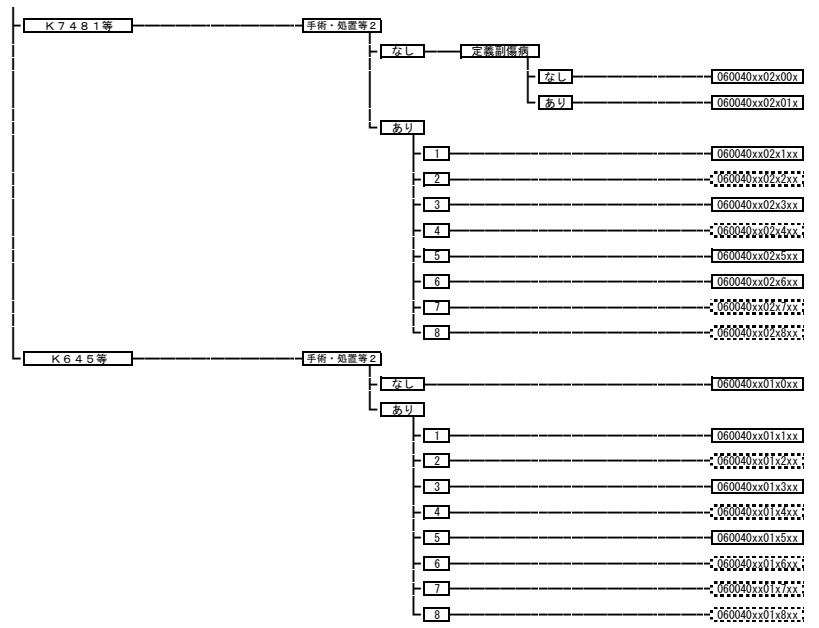 K7481等 手術・処置等2
なし 定義副傷病
なし 060040xx02x00x
あり 060040xx02x01x
あり
1 060040xx02x1xx
2 060040xx02x2xx
3 060040xx02x3xx
4 060040xx02x4xx
5 060040xx02x5xx
6 060040xx02x6xx
7 060040xx02x7xx
8 060040xx02x8xx
K645等 手術・処置等2
なし 060040xx01x0xx
あり
1 060040xx01x1xx
2 060040xx01x2xx
3 060040xx01x3xx
4 060040xx01x4xx
5 060040xx01x5xx
6 060040xx01x6xx
7 060040xx01x7xx
8 060040xx01x8xx